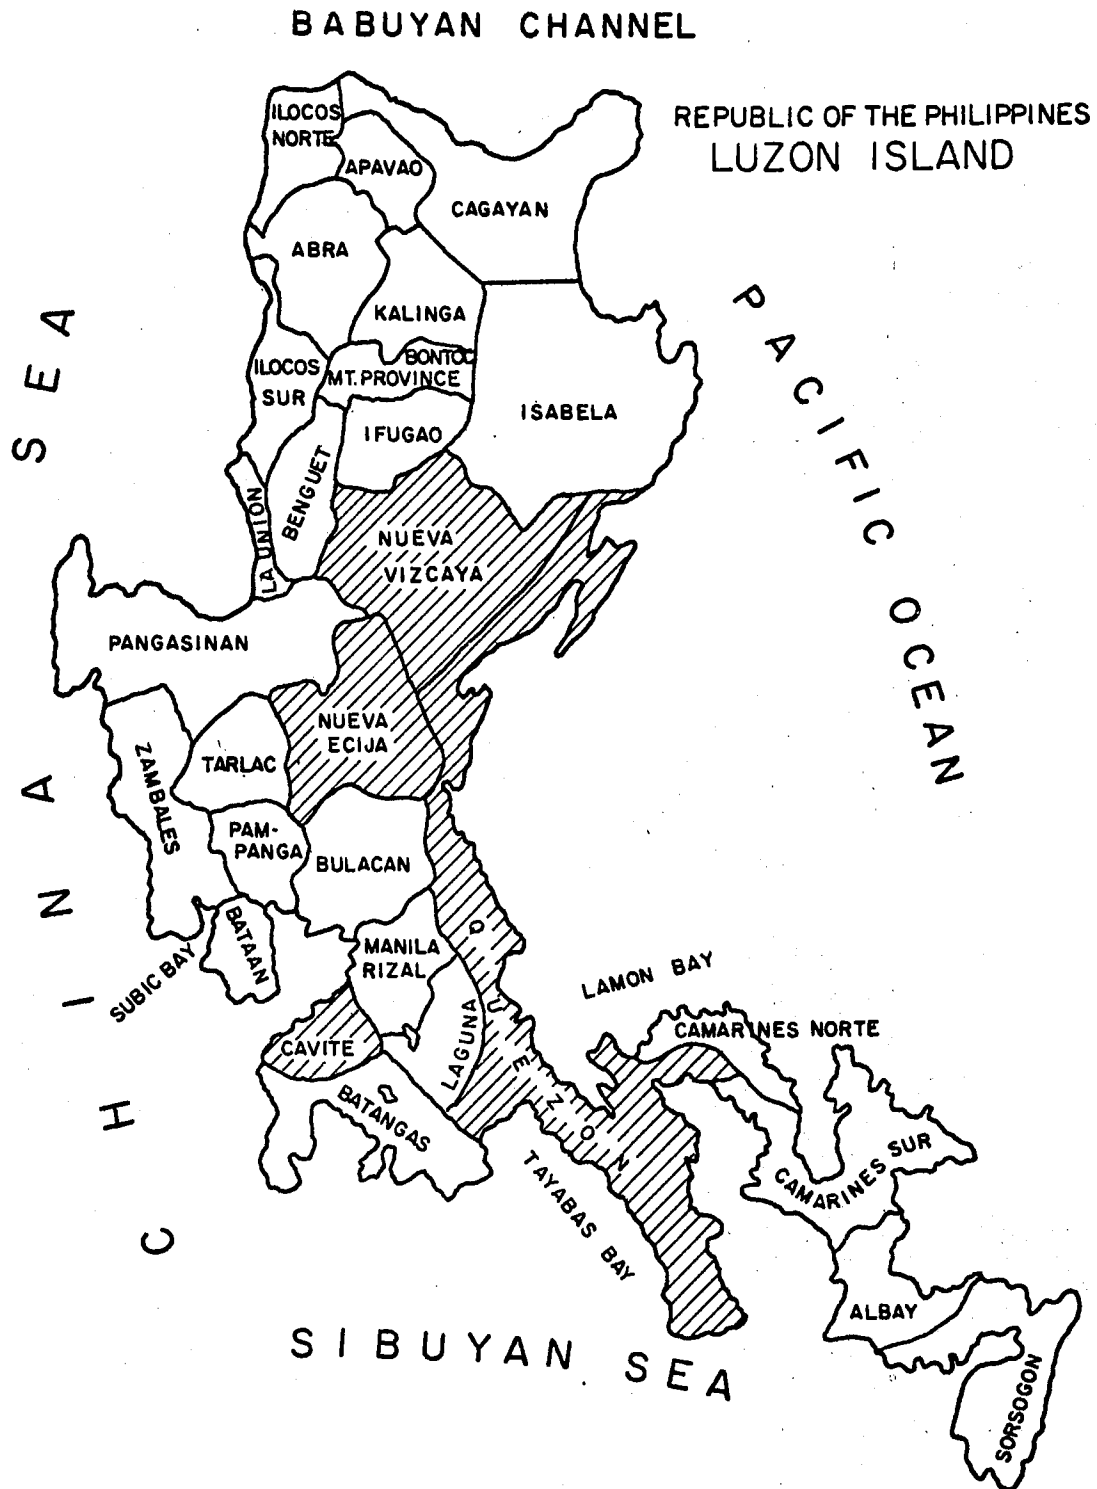 BABUYAN CHANNEL
REPUBLIC OF THE PHILIPPINES
LUZON ISLAND
ILOCOS
NORTE
APAVAO
CAGAYAN
ABRA
KALINGA
BONTOC
MT. PROVINCE
ILOCOS
SUR
ISABELA
IFUGAO
BENGUET
LA UNION
NUEVA
VIZCAYA
PACIFIC OCEAN
CHINA SEA
PANGASINAN
NUEVA
ECIJA
ZAMBALES
TARLAC
PAM-
PANGA
BULACAN
BATAAN
SUBIC BAY
MANILA
RIZAL
QUEZON
LAMON BAY
LAGUNA
CAVITE
CAMARINES NORTE
BATANGAS
TAYABAS BAY
CAMARINES SUR
ALBAY
SORSOGON
SIBUYAN SEA